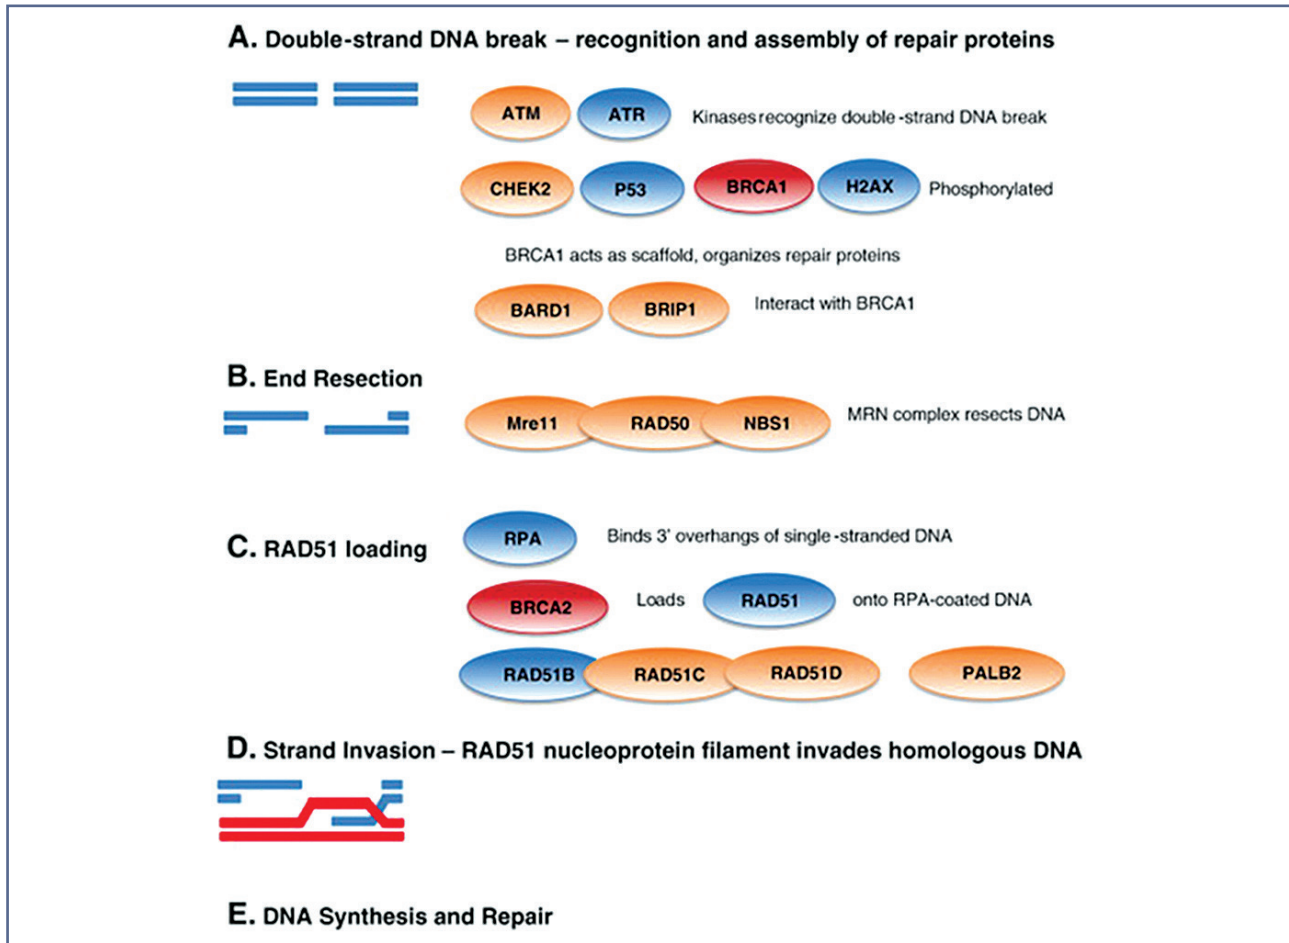 A. Double-strand DNA break – recognition and assembly of repair proteins
ATM ATR Kinases recognize double-strand DNA break
CHEK2 P53 BRCA1 H2AX Phosphorylated
BRCA1 acts as scaffold, organizes repair proteins
BARD1 BRIP1 Interact with BRCA1
B. End Resection
Mre11 RAD50 NBS1 MRN complex resects DNA
C. RAD51 loading
RPA Binds 3' overhangs of single-stranded DNA
BRCA2 Loads RAD51 onto RPA-coated DNA
RAD51B RAD51C RAD51D PALB2
D. Strand Invasion – RAD51 nucleoprotein filament invades homologous DNA
E. DNA Synthesis and Repair